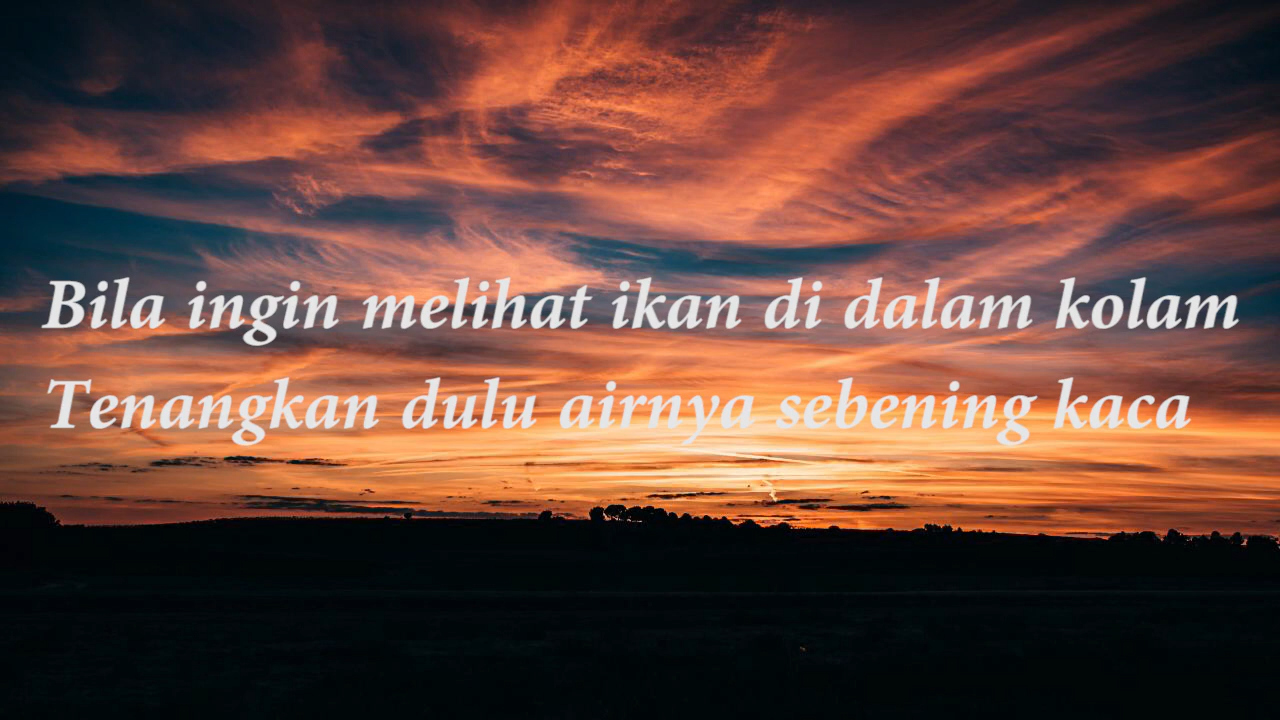 Bila ingin melihat ikan di dalam kolam
Tenangkan dulu airnya sebening kaca